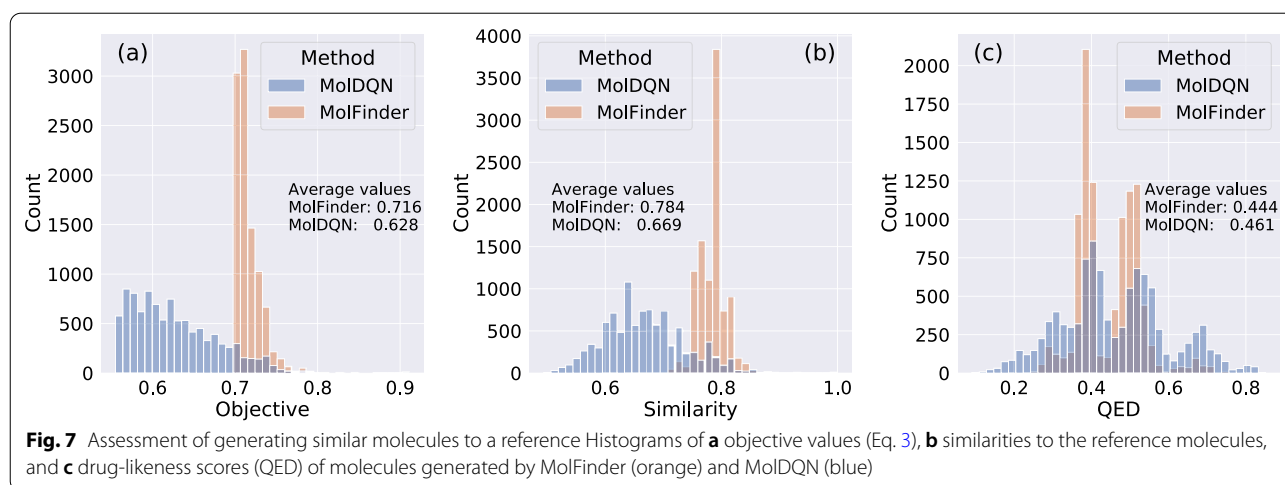 (a)
Method
MolDQN
MolFinder
Average values
MolFinder: 0.716
MolDQN: 0.628
Count
3000
2500
2000
1500
1000
500
0
0.6 0.7 0.8 0.9
Objective
(b)
Method
MolDQN
MolFinder
Average values
MolFinder: 0.784
MolDQN: 0.669
Count
4000
3500
3000
2500
2000
1500
1000
500
0
0.6 0.8 1.0
Similarity
(c)
Method
MolDQN
MolFinder
Average values
MolFinder: 0.444
MolDQN: 0.461
Count
2000
1750
1500
1250
1000
750
500
250
0
0.2 0.4 0.6 0.8
QED
Fig. 7 Assessment of generating similar molecules to a reference Histograms of a objective values (Eq. 3), b similarities to the reference molecules,
and c drug-likeness scores (QED) of molecules generated by MolFinder (orange) and MolDQN (blue)